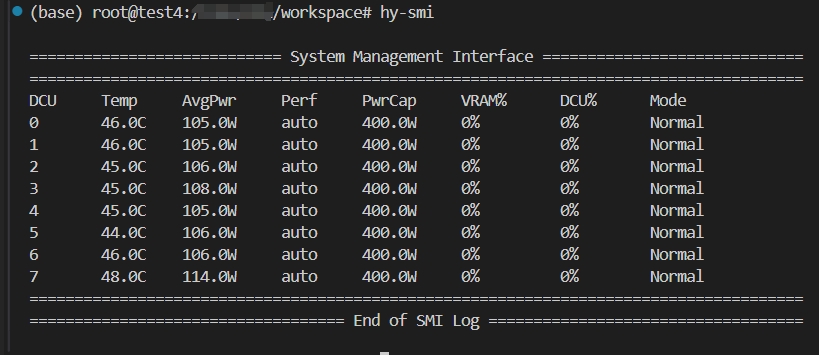 (base) root@test4:/workspace# hy-smi
============================ System Management Interface =============================
======================================================================================
DCU     Temp     AvgPwr     Perf     PwrCap     VRAM%      DCU%      Mode
0       46.0C    105.0W     auto     400.0W     0%         0%        Normal
1       46.0C    105.0W     auto     400.0W     0%         0%        Normal
2       45.0C    106.0W     auto     400.0W     0%         0%        Normal
3       45.0C    108.0W     auto     400.0W     0%         0%        Normal
4       45.0C    105.0W     auto     400.0W     0%         0%        Normal
5       44.0C    106.0W     auto     400.0W     0%         0%        Normal
6       46.0C    106.0W     auto     400.0W     0%         0%        Normal
7       48.0C    114.0W     auto     400.0W     0%         0%        Normal
======================================================================================
=================================== End of SMI Log ===================================